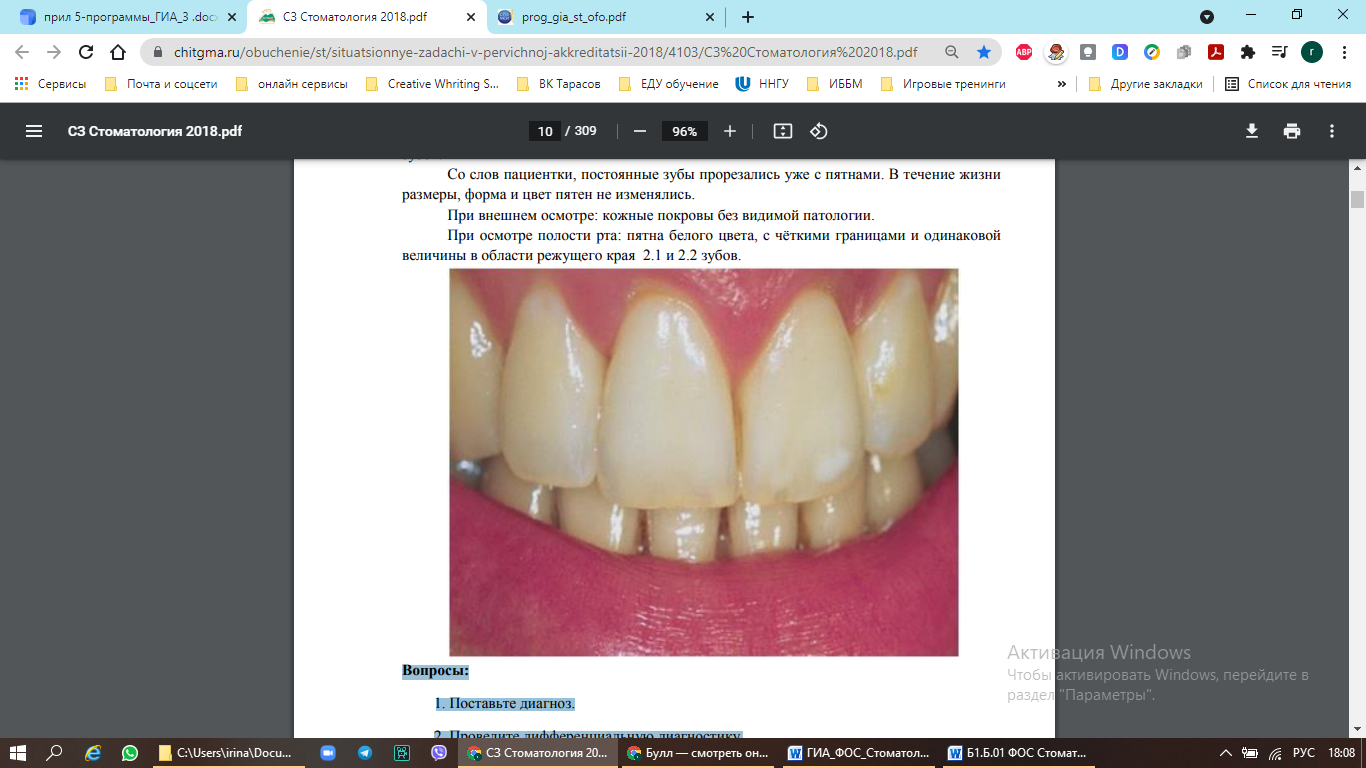 прил 5-программы_ГИА_3 .docx
СЗ Стоматология 2018.pdf
prog_gia_st_ofo.pdf
chitgma.ru/obuchenie/st/situatsionnye-zadachi-v-pervichnoj-akkreditatsii-2018/4103/СЗ%20Стоматология%202018.pdf
ABP
r
Сервисы
Почта и соцсети
онлайн сервисы
Creative Whriting S...
ВК Тарасов
ЕДУ обучение
ННГУ
ИББМ
Игровые тренинги
»
Другие закладки
Список для чтения
СЗ Стоматология 2018.pdf
10 / 309
96%
Со слов пациентки, постоянные зубы прорезались уже с пятнами. В течение жизни
размеры, форма и цвет пятен не изменялись.
При внешнем осмотре: кожные покровы без видимой патологии.
При осмотре полости рта: пятна белого цвета, с чёткими границами и одинаковой
величины в области режущего края 2.1 и 2.2 зубов.
Вопросы:
1. Поставьте диагноз.
2. Проведите дифференциальную диагностику.
Активация Windows
Чтобы активировать Windows, перейдите в
раздел "Параметры".
C:\Users\irina\Docu...
СЗ Стоматология 20...
Булл — смотреть он...
ГИА_ФОС_Стоматол...
Б1.Б.01 ФОС Стомат...
РУС
18:08